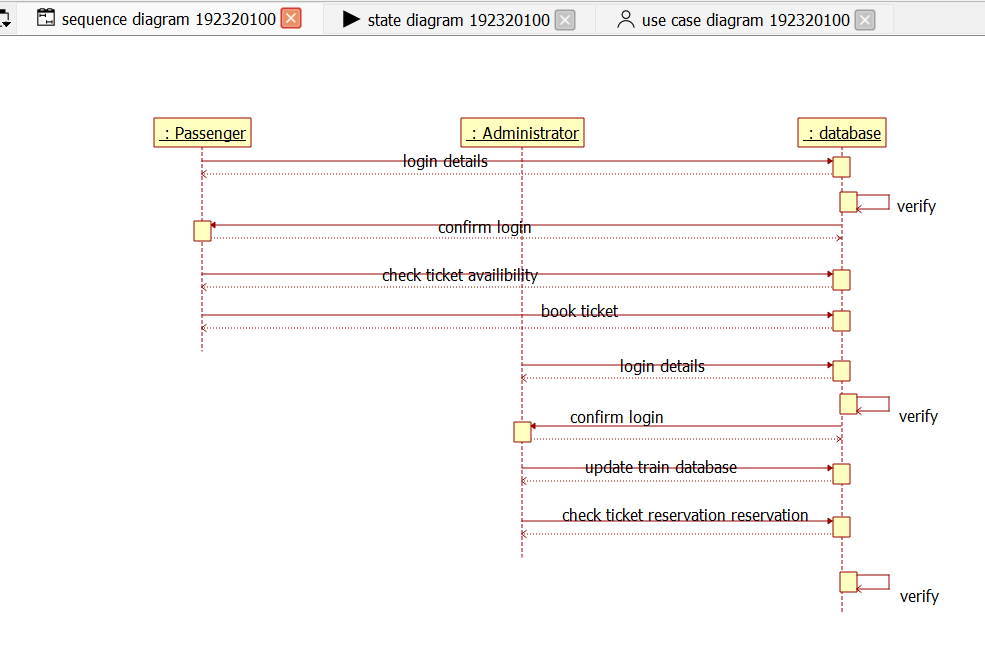 sequence diagram 192320100
state diagram 192320100
use case diagram 192320100
: Passenger
: Administrator
: database
login details
verify
confirm login
check ticket availibility
book ticket
login details
verify
confirm login
update train database
check ticket reservation reservation
verify